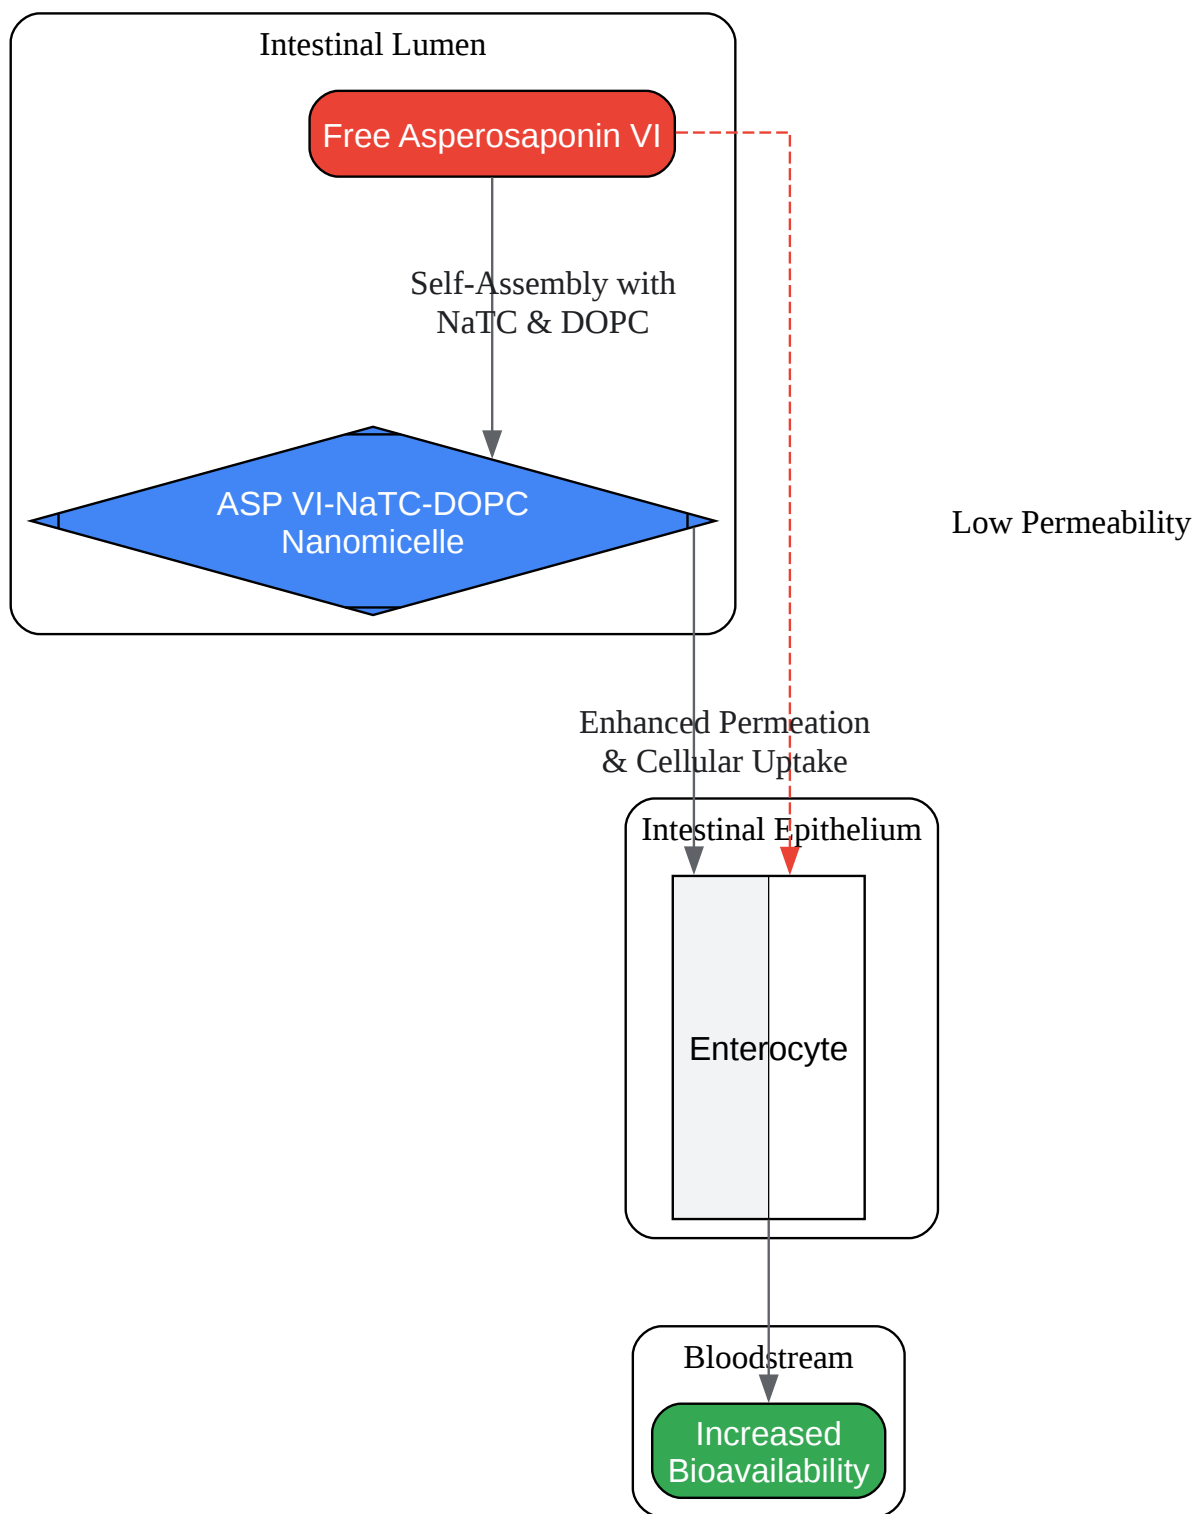 Intestinal Lumen
Free Asperosaponin VI
Self-Assembly with
NaTC & DOPC
ASP VI-NaTC-DOPC
Nanomicelle
Low Permeability
Enhanced Permeation
& Cellular Uptake
Intestinal Epithelium
Enterocyte
Bloodstream
Increased
Bioavailability